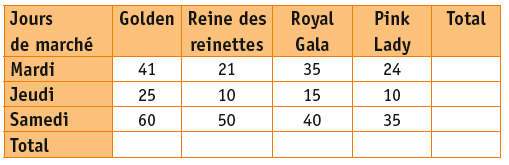 Jours Golden Reine des Royal Pink Total
de marché reinettes Gala Lady
Mardi 41 21 35 24
Jeudi 25 10 15 10
Samedi 60 50 40 35
Total